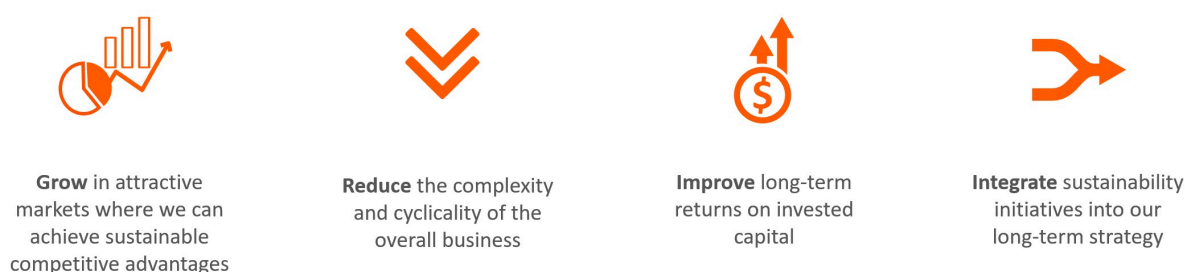 Grow in attractive
markets where we can
achieve sustainable
competitive advantages
Reduce the complexity
and cyclicality of the
overall business
$
Improve long-term
returns on invested
capital
Integrate sustainability
initiatives into our
long-term strategy